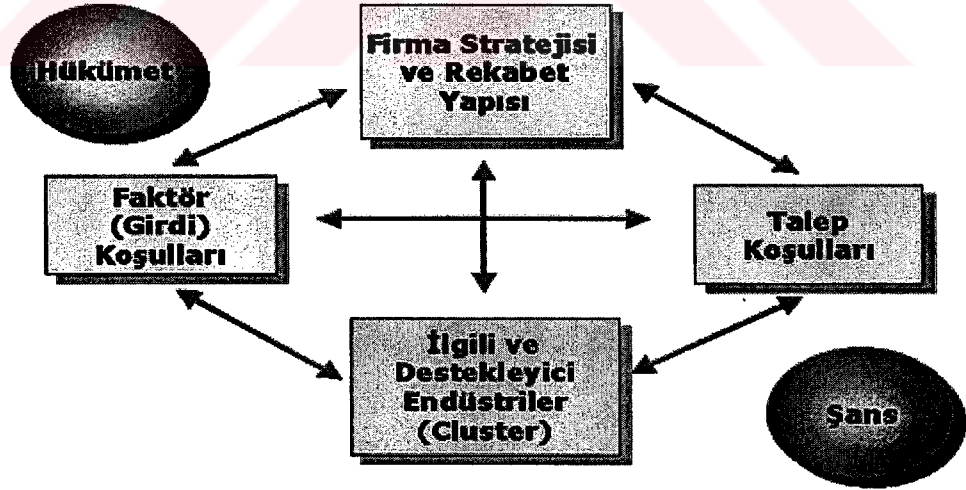 Hükümet
Firma Stratejisi
ve Rekabet
Yapısı
Faktör
(Girdi)
Koşulları
Talep
Koşulları
İlgili ve
Destekleyici
Endüstriler
(Cluster)
Şans